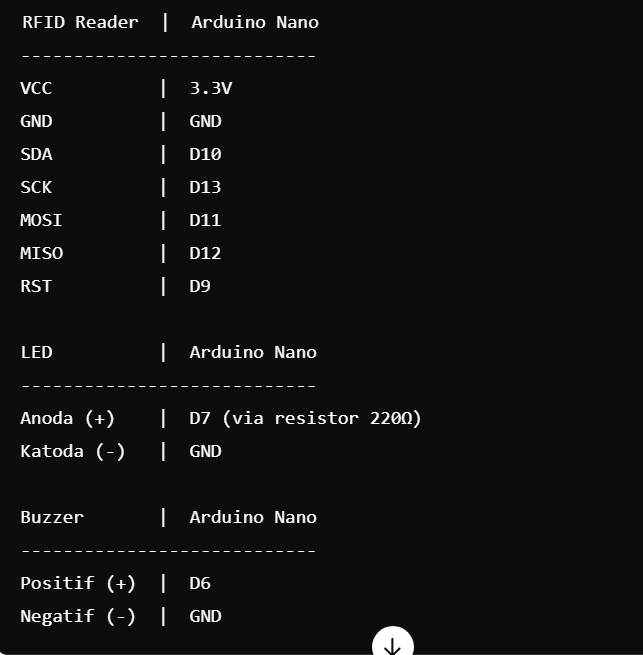 RFID Reader  |  Arduino Nano
----------------------------
VCC          |  3.3V
GND          |  GND
SDA          |  D10
SCK          |  D13
MOSI         |  D11
MISO         |  D12
RST          |  D9
LED          |  Arduino Nano
----------------------------
Anoda (+)    |  D7 (via resistor 220Ω)
Katoda (-)   |  GND
Buzzer       |  Arduino Nano
----------------------------
Positif (+)  |  D6
Negatif (-)  |  GND